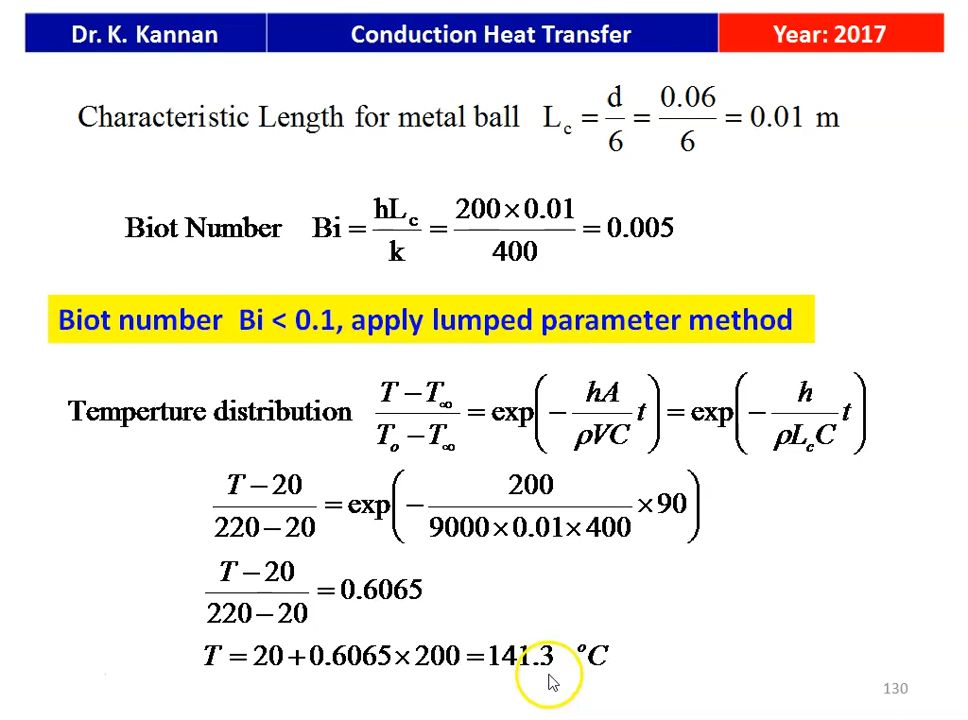 Dr. K. Kannan Conduction Heat Transfer Year: 2017
Characteristic Length for metal ball L_c = d/6 = 0.06/6 = 0.01 m
Biot Number Bi = hL_c/k = 200×0.01/400 = 0.005
Biot number Bi < 0.1, apply lumped parameter method
Temperture distribution (T − T_∞)/(T_o − T_∞) = exp(− hA/ρVC t) = exp(− h/ρL_cC t)
(T − 20)/(220 − 20) = exp(− 200/(9000×0.01×400) ×90)
(T − 20)/(220 − 20) = 0.6065
T = 20 + 0.6065×200 = 141.3 °C
130